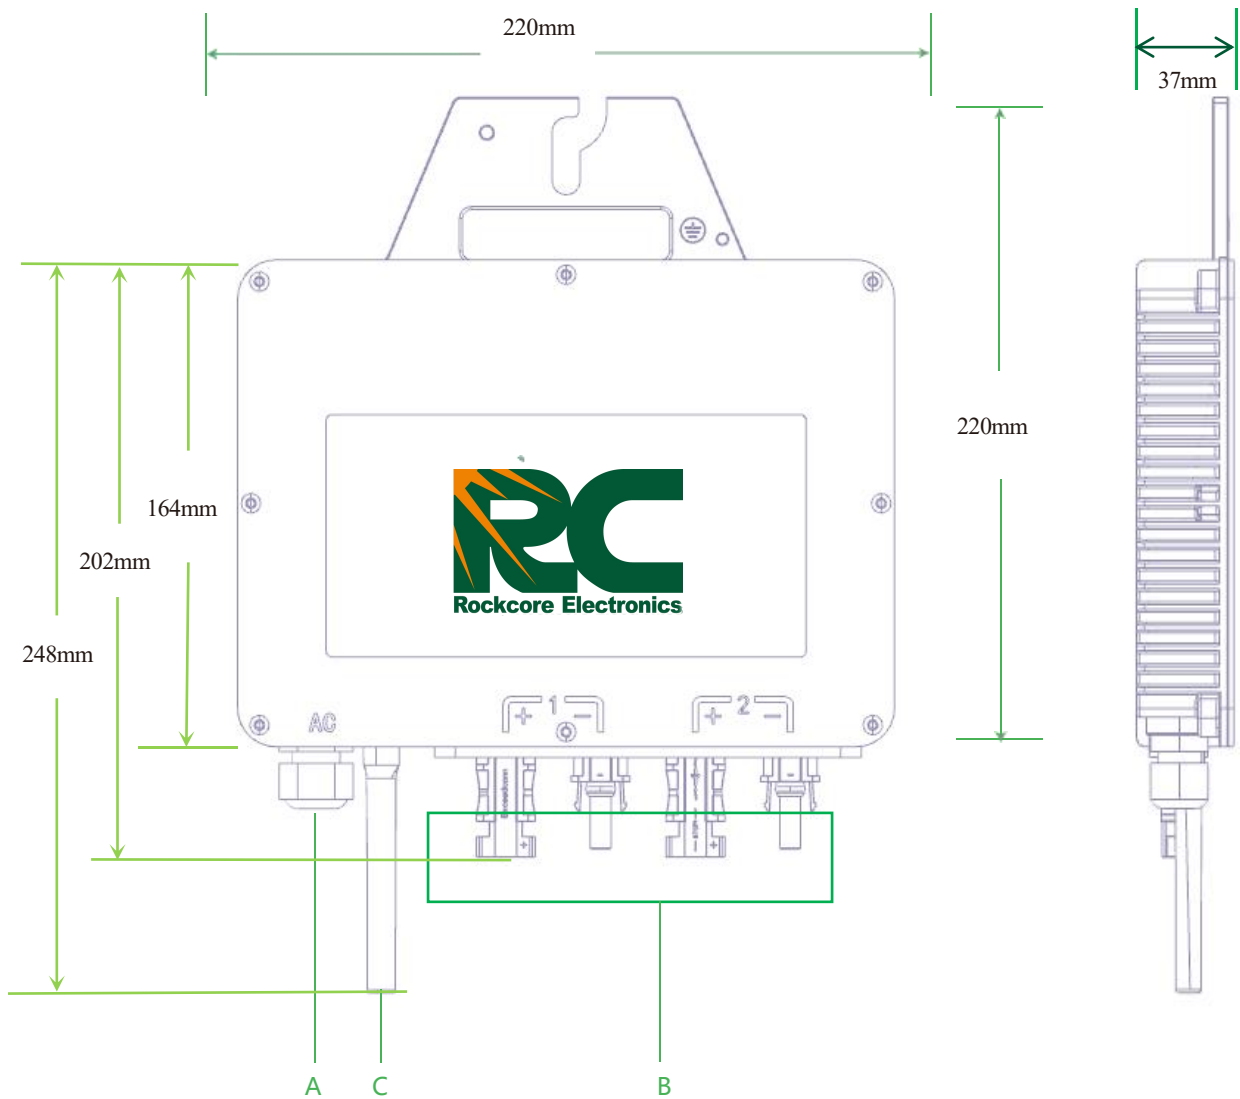 220mm
37mm
220mm
164mm
202mm
248mm
RC
Rockcore Electronics
AC
+ 1 -
+ 2 -
A
C
B